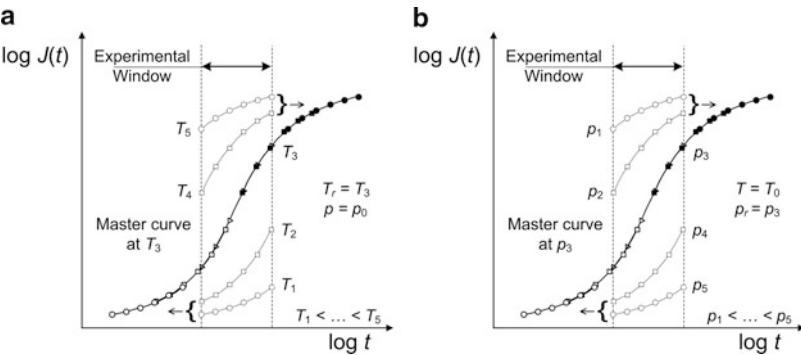 a
log J(t)
Experimental
Window
T5
T4
T3
Tr = T3
p = p0
Master curve
at T3
T2
T1
T1 < ... < T5
log t
b
log J(t)
Experimental
Window
p1
p2
p3
T = T0
pr = p3
Master curve
at p3
p4
p5
p1 < ... < p5
log t